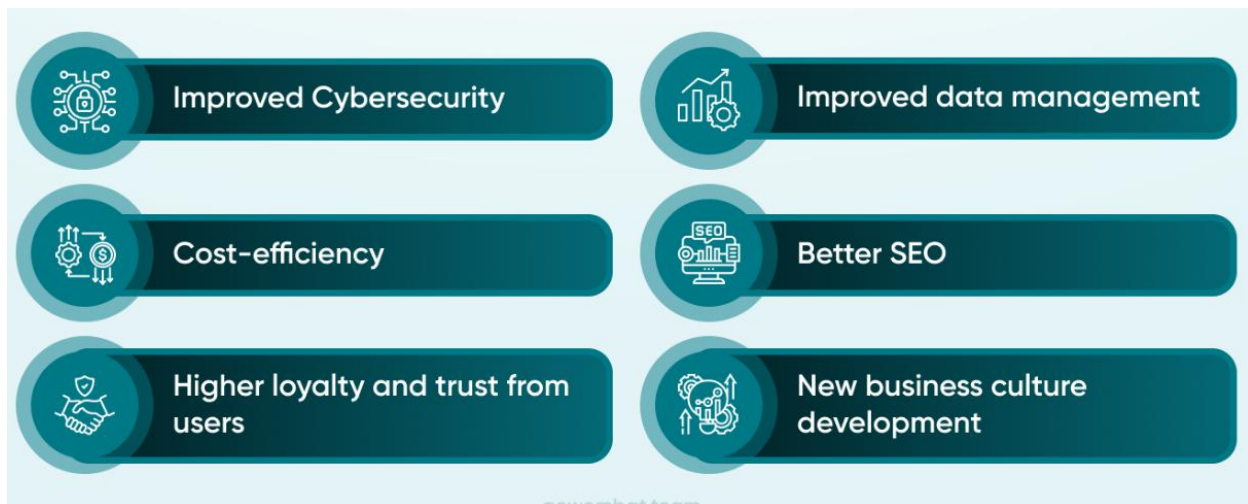 Improved Cybersecurity
Improved data management
Cost-efficiency
SEO
Better SEO
Higher loyalty and trust from
users
New business culture
development